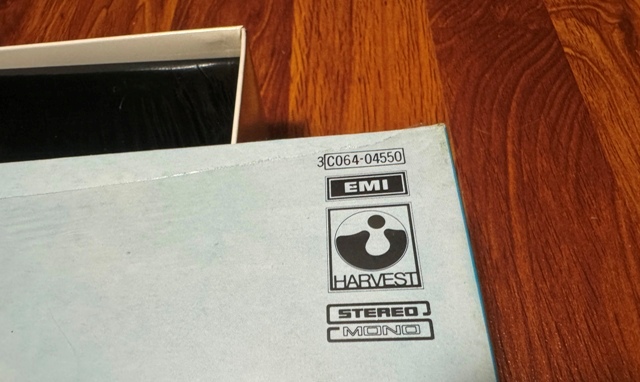 3C064-04550
EMI
HARVEST
STEREO
MONO